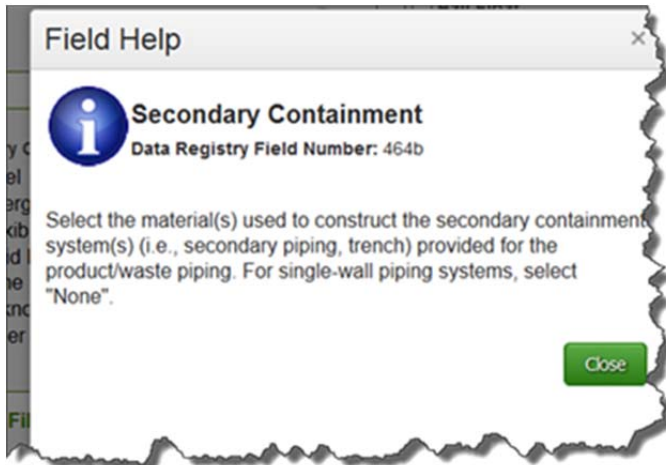 Field Help
×
Secondary Containment
Data Registry Field Number: 464b
Select the material(s) used to construct the secondary containment
system(s) (i.e., secondary piping, trench) provided for the
product/waste piping. For single-wall piping systems, select
"None".
Close